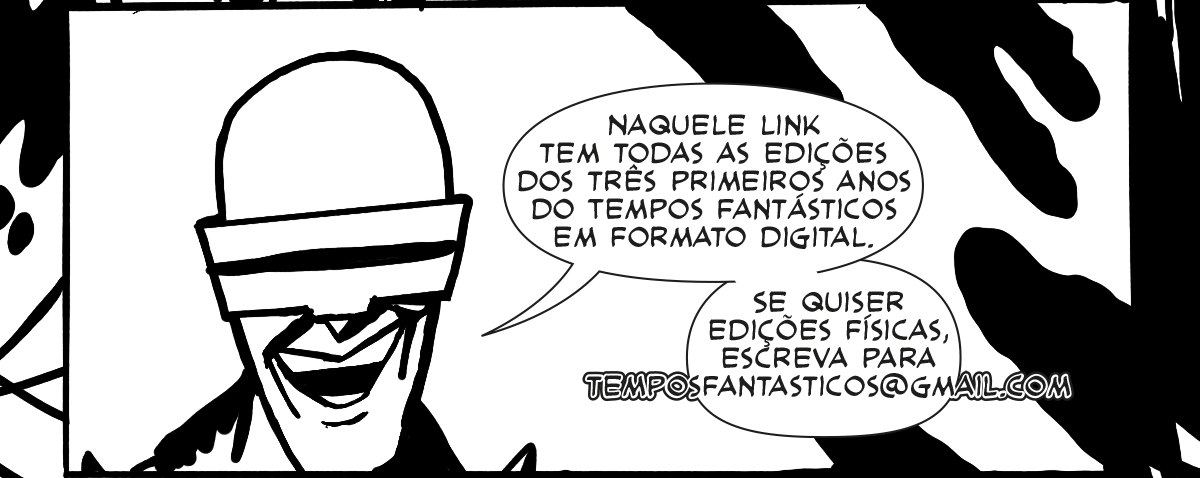 NAQUELE LINK
TEM TODAS AS EDIÇÕES
DOS TRÊS PRIMEIROS ANOS
DO TEMPOS FANTÁSTICOS
EM FORMATO DIGITAL.
SE QUISER
EDIÇÕES FÍSICAS,
ESCREVA PARA
TEMPOSFANTASTICOS@GMAIL.COM